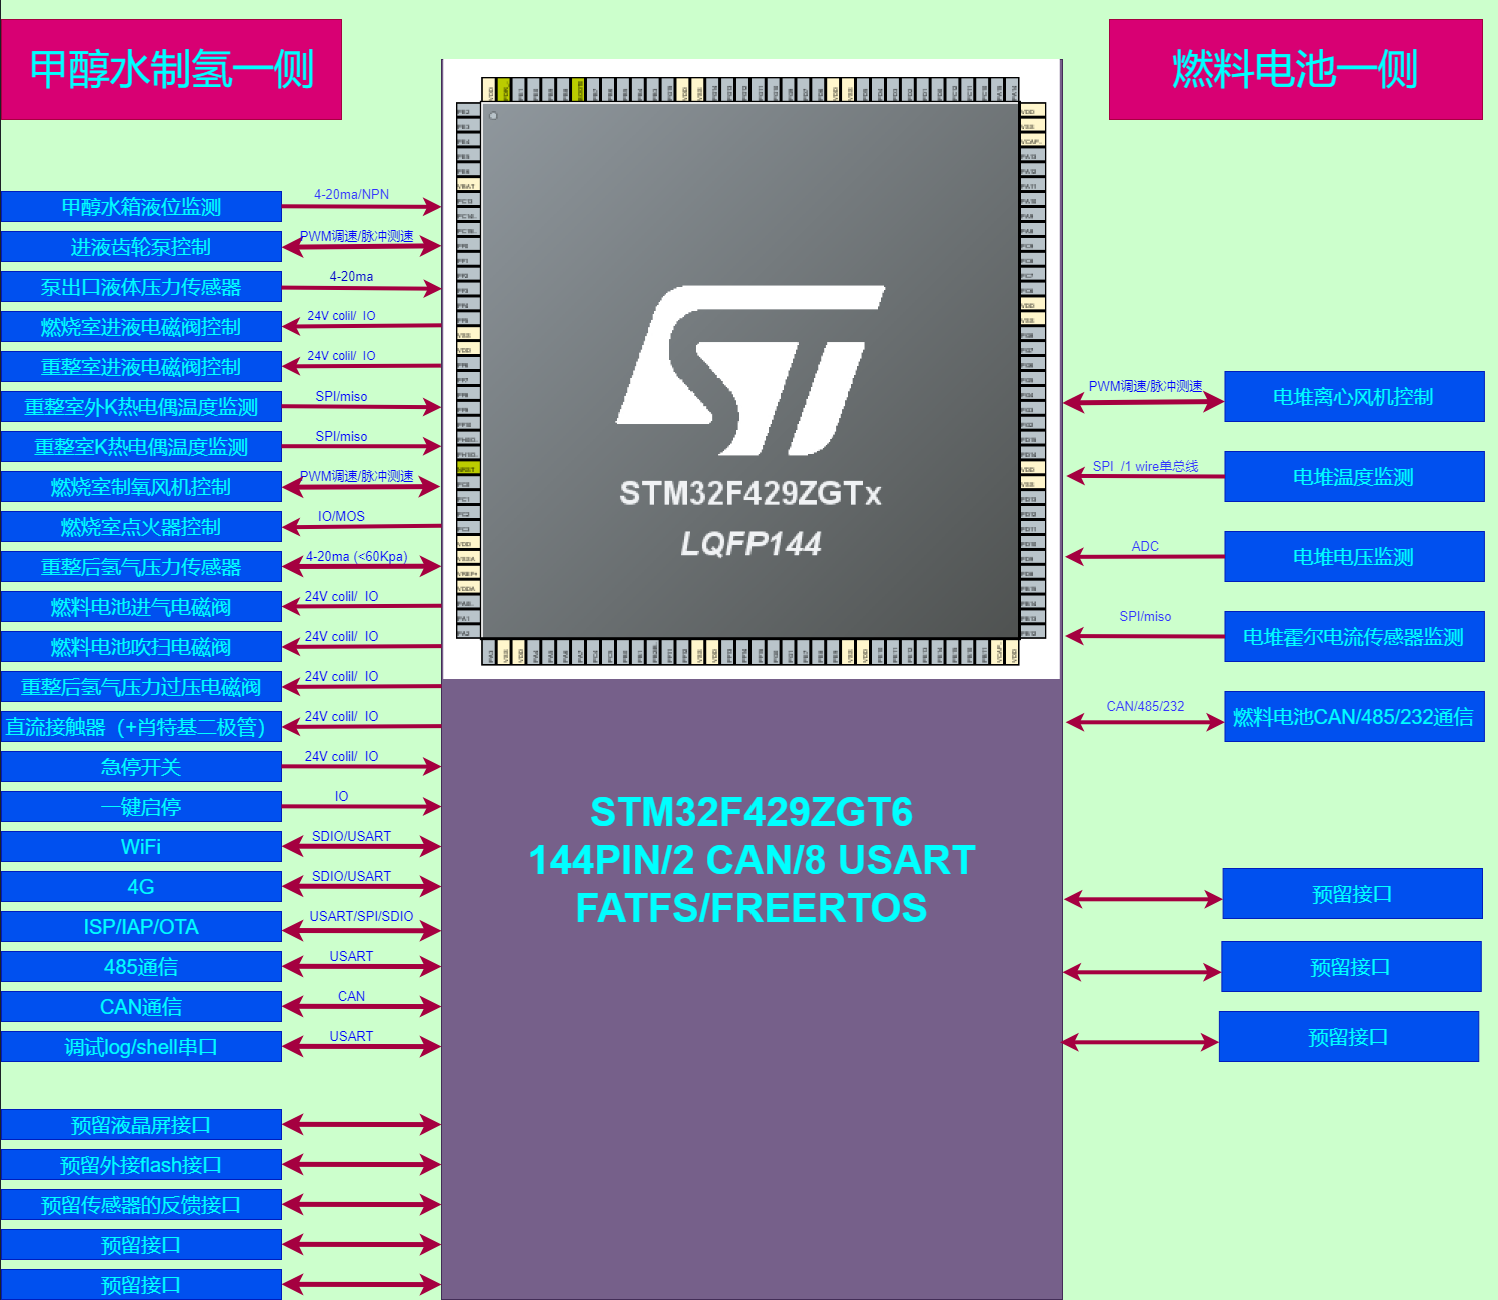 甲醇水制氢一侧
燃料电池一侧
甲醇水箱液位监测
4-20ma/NPN
进液齿轮泵控制
PWM调速/脉冲测速
泵出口液体压力传感器
4-20ma
燃烧室进液电磁阀控制
24V colil/ IO
重整室进液电磁阀控制
24V colil/ IO
重整室外K热电偶温度监测
SPI/miso
重整室K热电偶温度监测
SPI/miso
燃烧室制氧风机控制
PWM调速/脉冲测速
燃烧室点火器控制
IO/MOS
重整后氢气压力传感器
4-20ma (<60Kpa)
燃料电池进气电磁阀
24V colil/ IO
燃料电池吹扫电磁阀
24V colil/ IO
重整后氢气压力过压电磁阀
24V colil/ IO
直流接触器（+肖特基二极管）
24V colil/ IO
急停开关
24V colil/ IO
一键启停
IO
WiFi
SDIO/USART
4G
SDIO/USART
ISP/IAP/OTA
USART/SPI/SDIO
485通信
USART
CAN通信
CAN
调试log/shell串口
USART
预留液晶屏接口
预留外接flash接口
预留传感器的反馈接口
预留接口
预留接口
STM32F429ZGTx
LQFP144
STM32F429ZGT6
144PIN/2 CAN/8 USART
FATFS/FREERTOS
PWM调速/脉冲测速
电堆离心风机控制
SPI /1 wire单总线
电堆温度监测
ADC
电堆电压监测
SPI/miso
电堆霍尔电流传感器监测
CAN/485/232
燃料电池CAN/485/232通信
预留接口
预留接口
预留接口